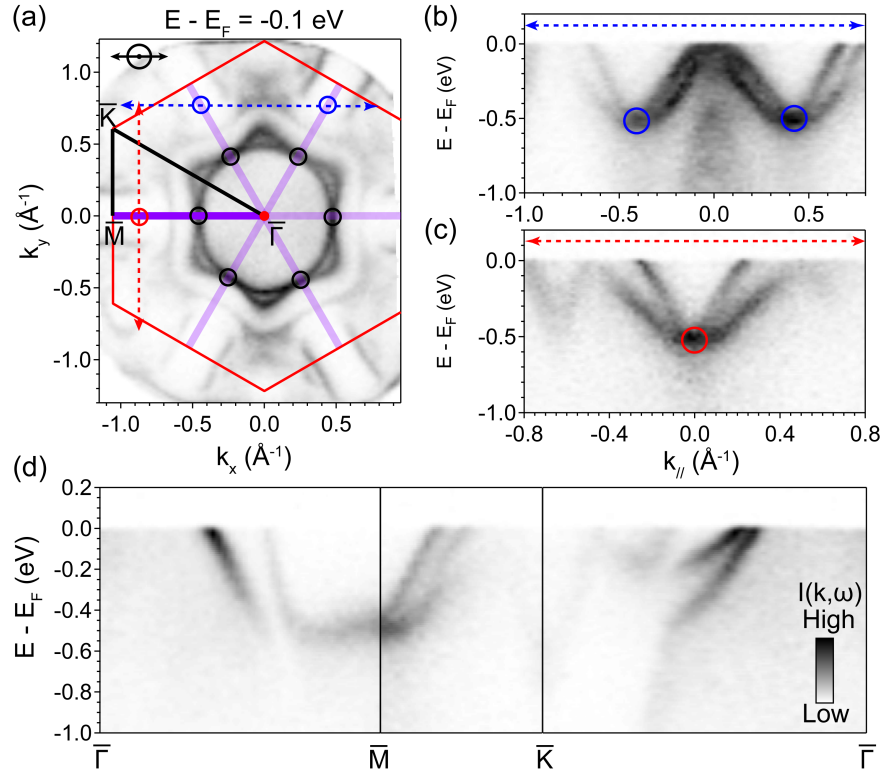 (a)
E - E_F = -0.1 eV
k_y (Å⁻¹)
1.0
0.5
0.0
-0.5
-1.0
K̅
M̅
Γ̅
-1.0 -0.5 0.0 0.5
k_x (Å⁻¹)
(b)
E - E_F (eV)
0.0
-0.5
-1.0
-1.0 -0.5 0.0 0.5
(c)
E - E_F (eV)
0.0
-0.5
-1.0
-0.8 -0.4 0.0 0.4 0.8
k_// (Å⁻¹)
(d)
E - E_F (eV)
0.2
0.0
-0.2
-0.4
-0.6
-0.8
-1.0
I(k,ω)
High
Low
Γ̅ M̅ K̅ Γ̅